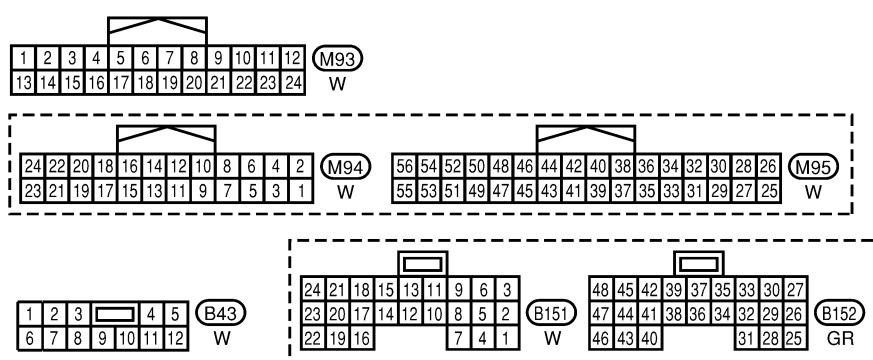 1 2 3 4 5 6 7 8 9 10 11 12 M93
13 14 15 16 17 18 19 20 21 22 23 24 W
24 22 20 18 16 14 12 10 8 6 4 2 M94
23 21 19 17 15 13 11 9 7 5 3 1 W
56 54 52 50 48 46 44 42 40 38 36 34 32 30 28 26 M95
55 53 51 49 47 45 43 41 39 37 35 33 31 29 27 25 W
1 2 3 4 5 B43
6 7 8 9 10 11 12 W
24 21 18 15 13 11 9 6 3
23 20 17 14 12 10 8 5 2 B151
22 19 16 7 4 1 W
48 45 42 39 37 35 33 30 27
47 44 41 38 36 34 32 29 26 B152
46 43 40 31 28 25 GR